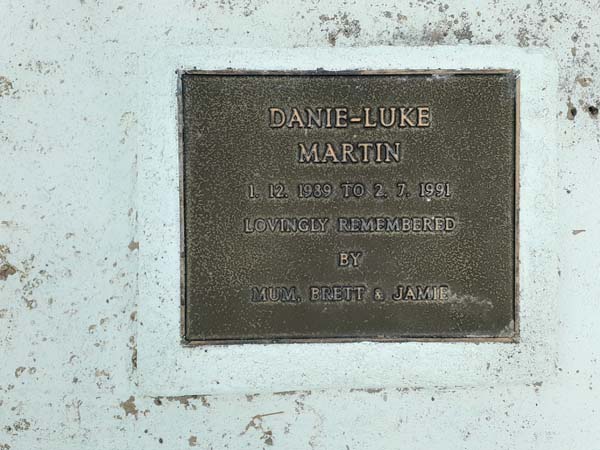 DANIE-LUKE
MARTIN
1. 12. 1989 TO 2. 7. 1991
LOVINGLY REMEMBERED
BY
MUM, BRETT & JAMIE